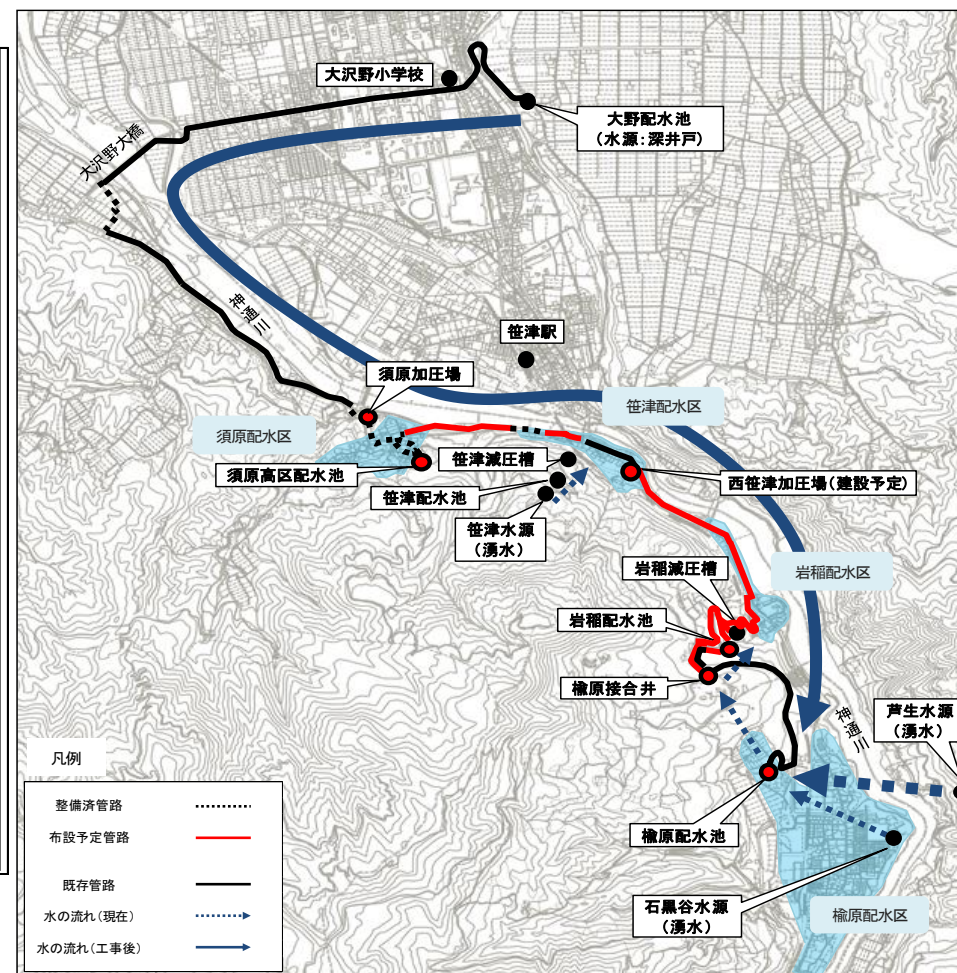 大沢野小学校
大野配水池
(水源:深井戸)
大沢野大橋
神通川
笹津駅
須原加圧場
笹津配水区
須原配水区
笹津減圧槽
須原高区配水池
西笹津加圧場(建設予定)
笹津配水池
笹津水源
(湧水)
岩稲減圧槽
岩稲配水区
岩稲配水池
楡原接合井
芦生水源
(湧水)
神通川
凡例
整備済管路
布設予定管路
既存管路
水の流れ(現在)
水の流れ(工事後)
楡原配水池
石黒谷水源
(湧水)
楡原配水区